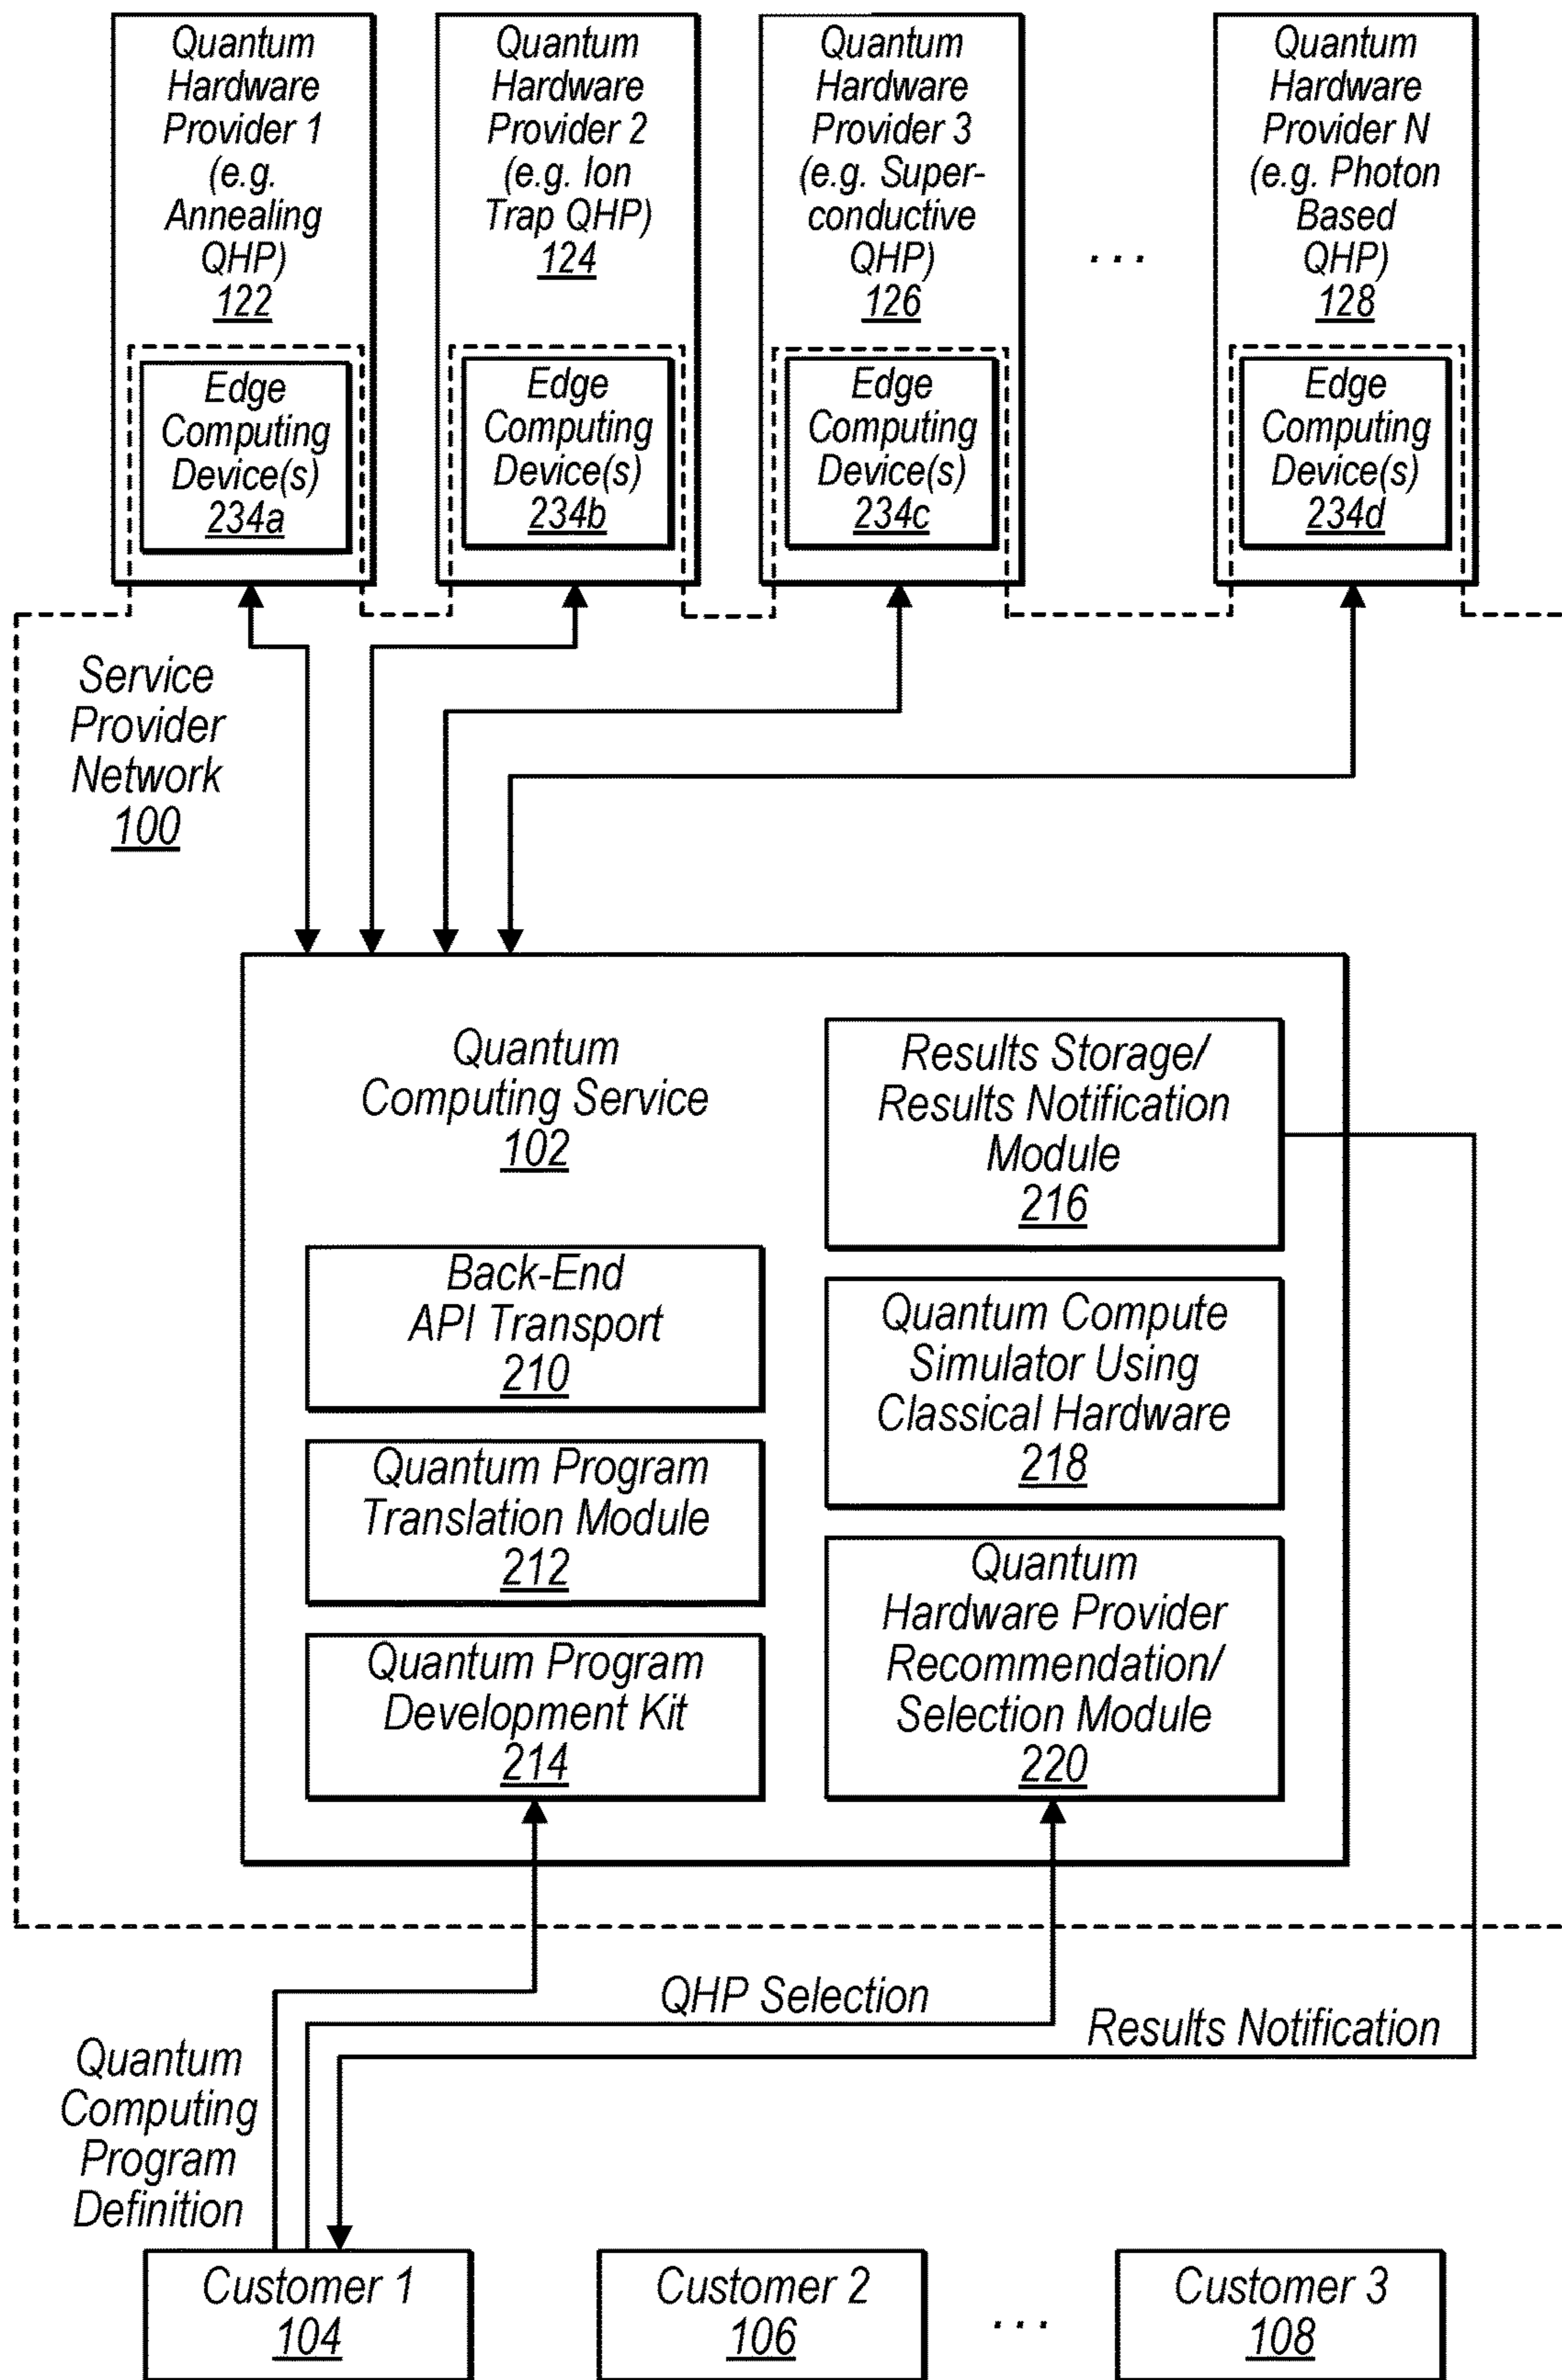 Quantum
Hardware
Provider 1
(e.g.
Annealing
QHP)
122
Edge
Computing
Device(s)
234a
Quantum
Hardware
Provider 2
(e.g. Ion
Trap QHP)
124
Edge
Computing
Device(s)
234b
Quantum
Hardware
Provider 3
(e.g. Super-
conductive
QHP)
126
Edge
Computing
Device(s)
234c
. . .
Quantum
Hardware
Provider N
(e.g. Photon
Based
QHP)
128
Edge
Computing
Device(s)
234d
Service
Provider
Network
100
Quantum
Computing Service
102
Back-End
API Transport
210
Quantum Program
Translation Module
212
Quantum Program
Development Kit
214
Results Storage/
Results Notification
Module
216
Quantum Compute
Simulator Using
Classical Hardware
218
Quantum
Hardware Provider
Recommendation/
Selection Module
220
QHP Selection
Results Notification
Quantum
Computing
Program
Definition
Customer 1
104
Customer 2
106
. . .
Customer 3
108